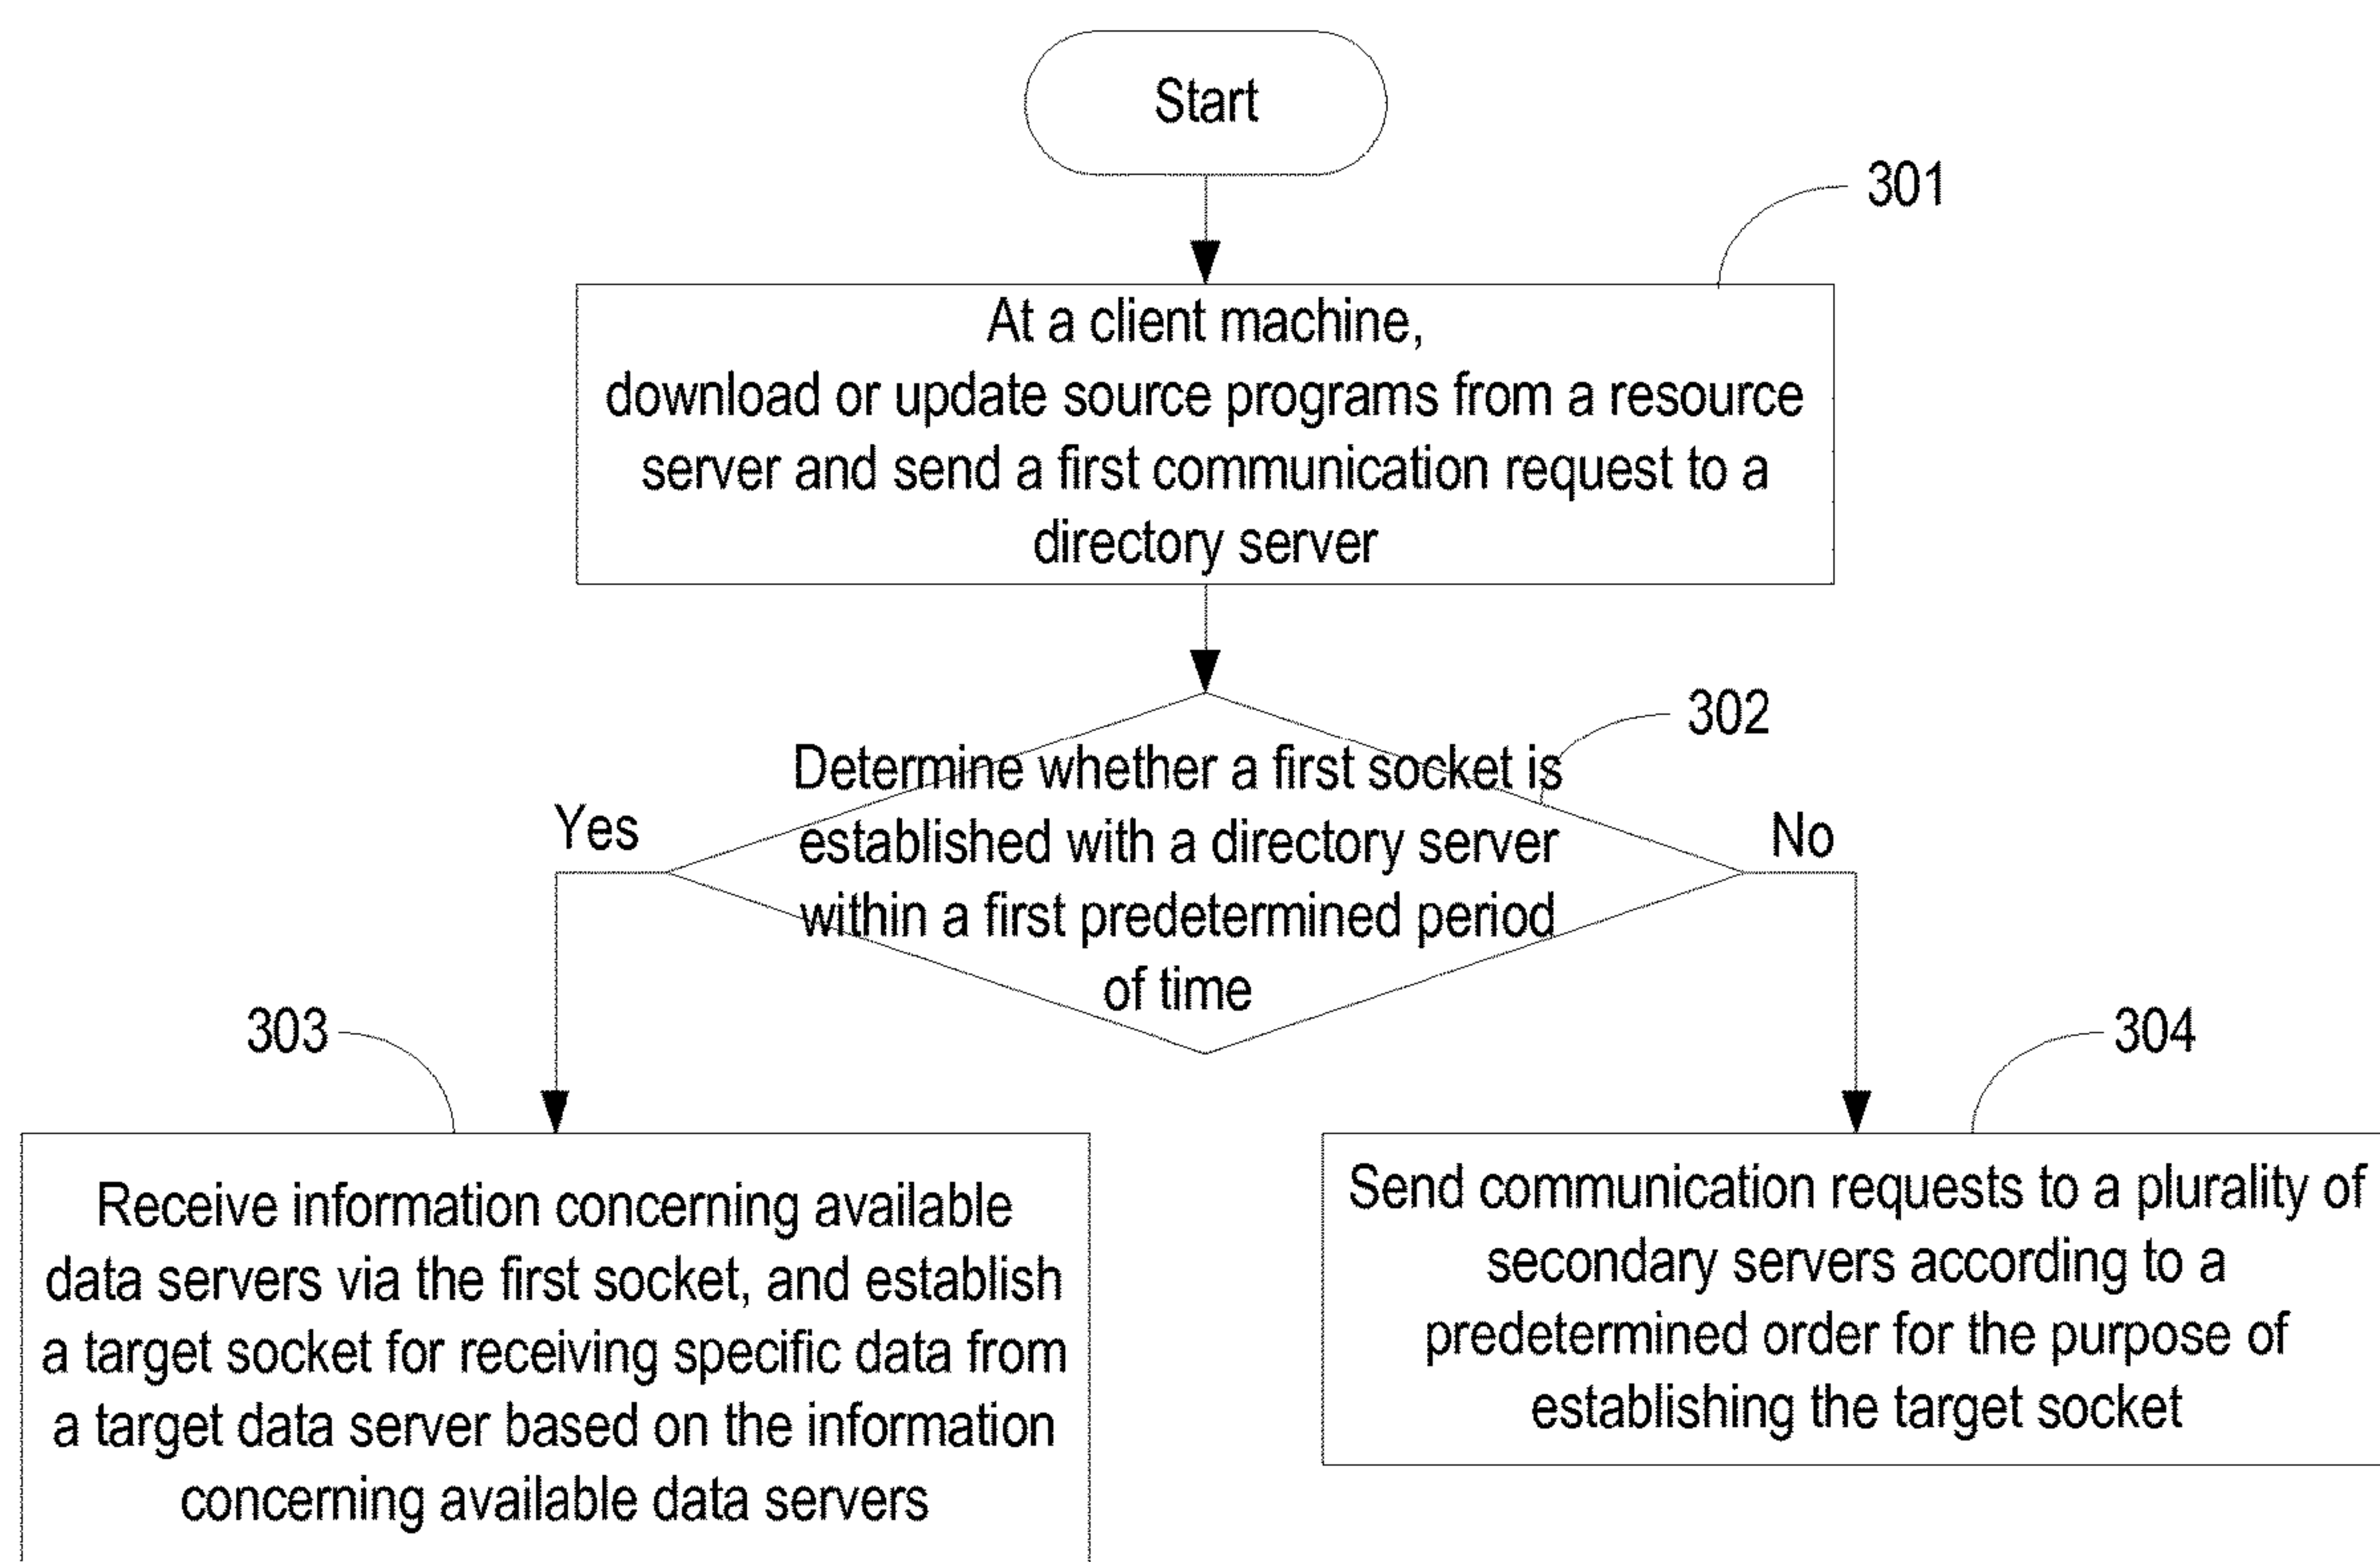 Start
301
At a client machine,
download or update source programs from a resource
server and send a first communication request to a
directory server
302
Determine whether a first socket is
established with a directory server
within a first predetermined period
of time
Yes
No
303
304
Receive information concerning available
data servers via the first socket, and establish
a target socket for receiving specific data from
a target data server based on the information
concerning available data servers
Send communication requests to a plurality of
secondary servers according to a
predetermined order for the purpose of
establishing the target socket